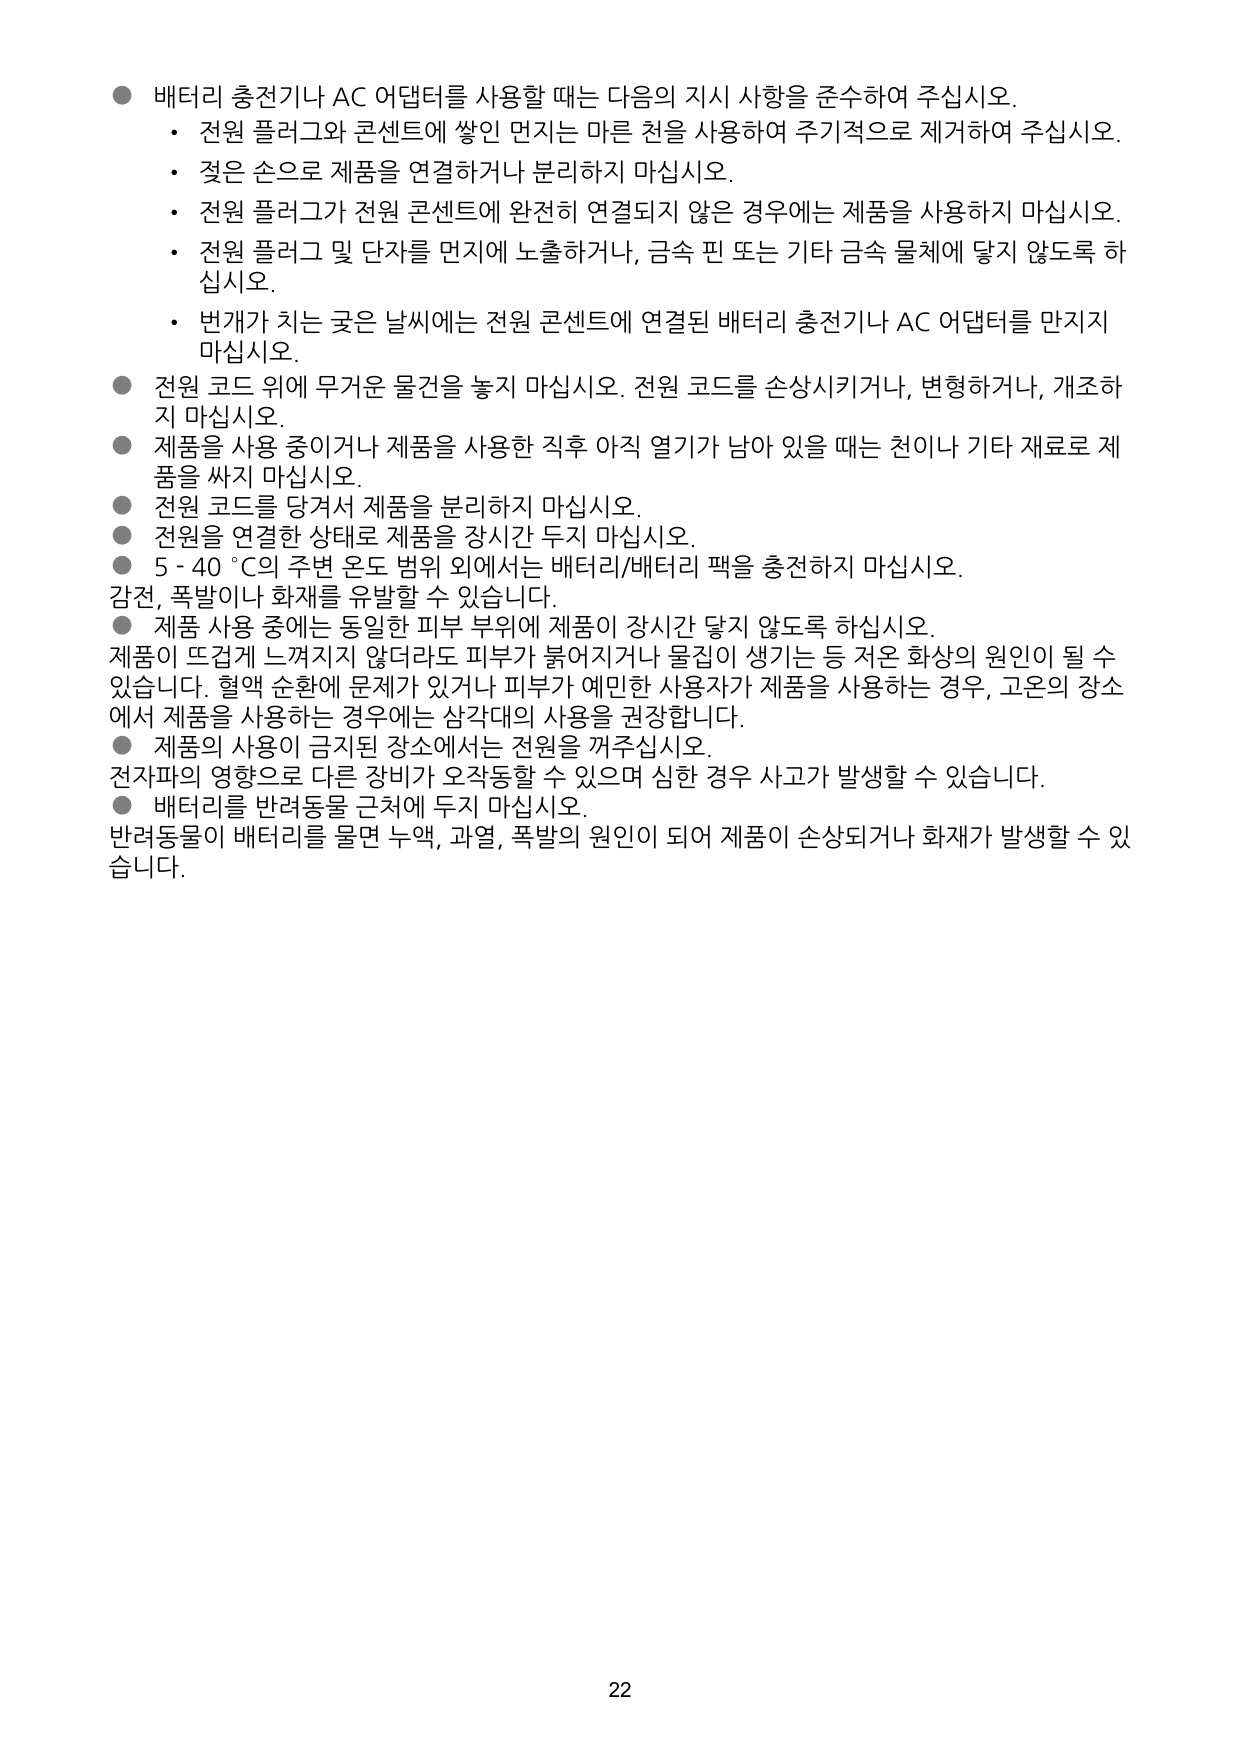 ● 배터리 충전기나 AC 어댑터를 사용할 때는 다음의 지시 사항을 준수하여 주십시오.
• 전원 플러그와 콘센트에 쌓인 먼지는 마른 천을 사용하여 주기적으로 제거하여 주십시오.
• 젖은 손으로 제품을 연결하거나 분리하지 마십시오.
• 전원 플러그가 전원 콘센트에 완전히 연결되지 않은 경우에는 제품을 사용하지 마십시오.
• 전원 플러그 및 단자를 먼지에 노출하거나, 금속 핀 또는 기타 금속 물체에 닿지 않도록 하
십시오.
• 번개가 치는 궂은 날씨에는 전원 콘센트에 연결된 배터리 충전기나 AC 어댑터를 만지지
마십시오.
● 전원 코드 위에 무거운 물건을 놓지 마십시오. 전원 코드를 손상시키거나, 변형하거나, 개조하
지 마십시오.
● 제품을 사용 중이거나 제품을 사용한 직후 아직 열기가 남아 있을 때는 천이나 기타 재료로 제
품을 싸지 마십시오.
● 전원 코드를 당겨서 제품을 분리하지 마십시오.
● 전원을 연결한 상태로 제품을 장시간 두지 마십시오.
● 5 - 40 °C의 주변 온도 범위 외에서는 배터리/배터리 팩을 충전하지 마십시오.
감전, 폭발이나 화재를 유발할 수 있습니다.
● 제품 사용 중에는 동일한 피부 부위에 제품이 장시간 닿지 않도록 하십시오.
제품이 뜨겁게 느껴지지 않더라도 피부가 붉어지거나 물집이 생기는 등 저온 화상의 원인이 될 수
있습니다. 혈액 순환에 문제가 있거나 피부가 예민한 사용자가 제품을 사용하는 경우, 고온의 장소
에서 제품을 사용하는 경우에는 삼각대의 사용을 권장합니다.
● 제품의 사용이 금지된 장소에서는 전원을 꺼주십시오.
전자파의 영향으로 다른 장비가 오작동할 수 있으며 심한 경우 사고가 발생할 수 있습니다.
● 배터리를 반려동물 근처에 두지 마십시오.
반려동물이 배터리를 물면 누액, 과열, 폭발의 원인이 되어 제품이 손상되거나 화재가 발생할 수 있
습니다.
22